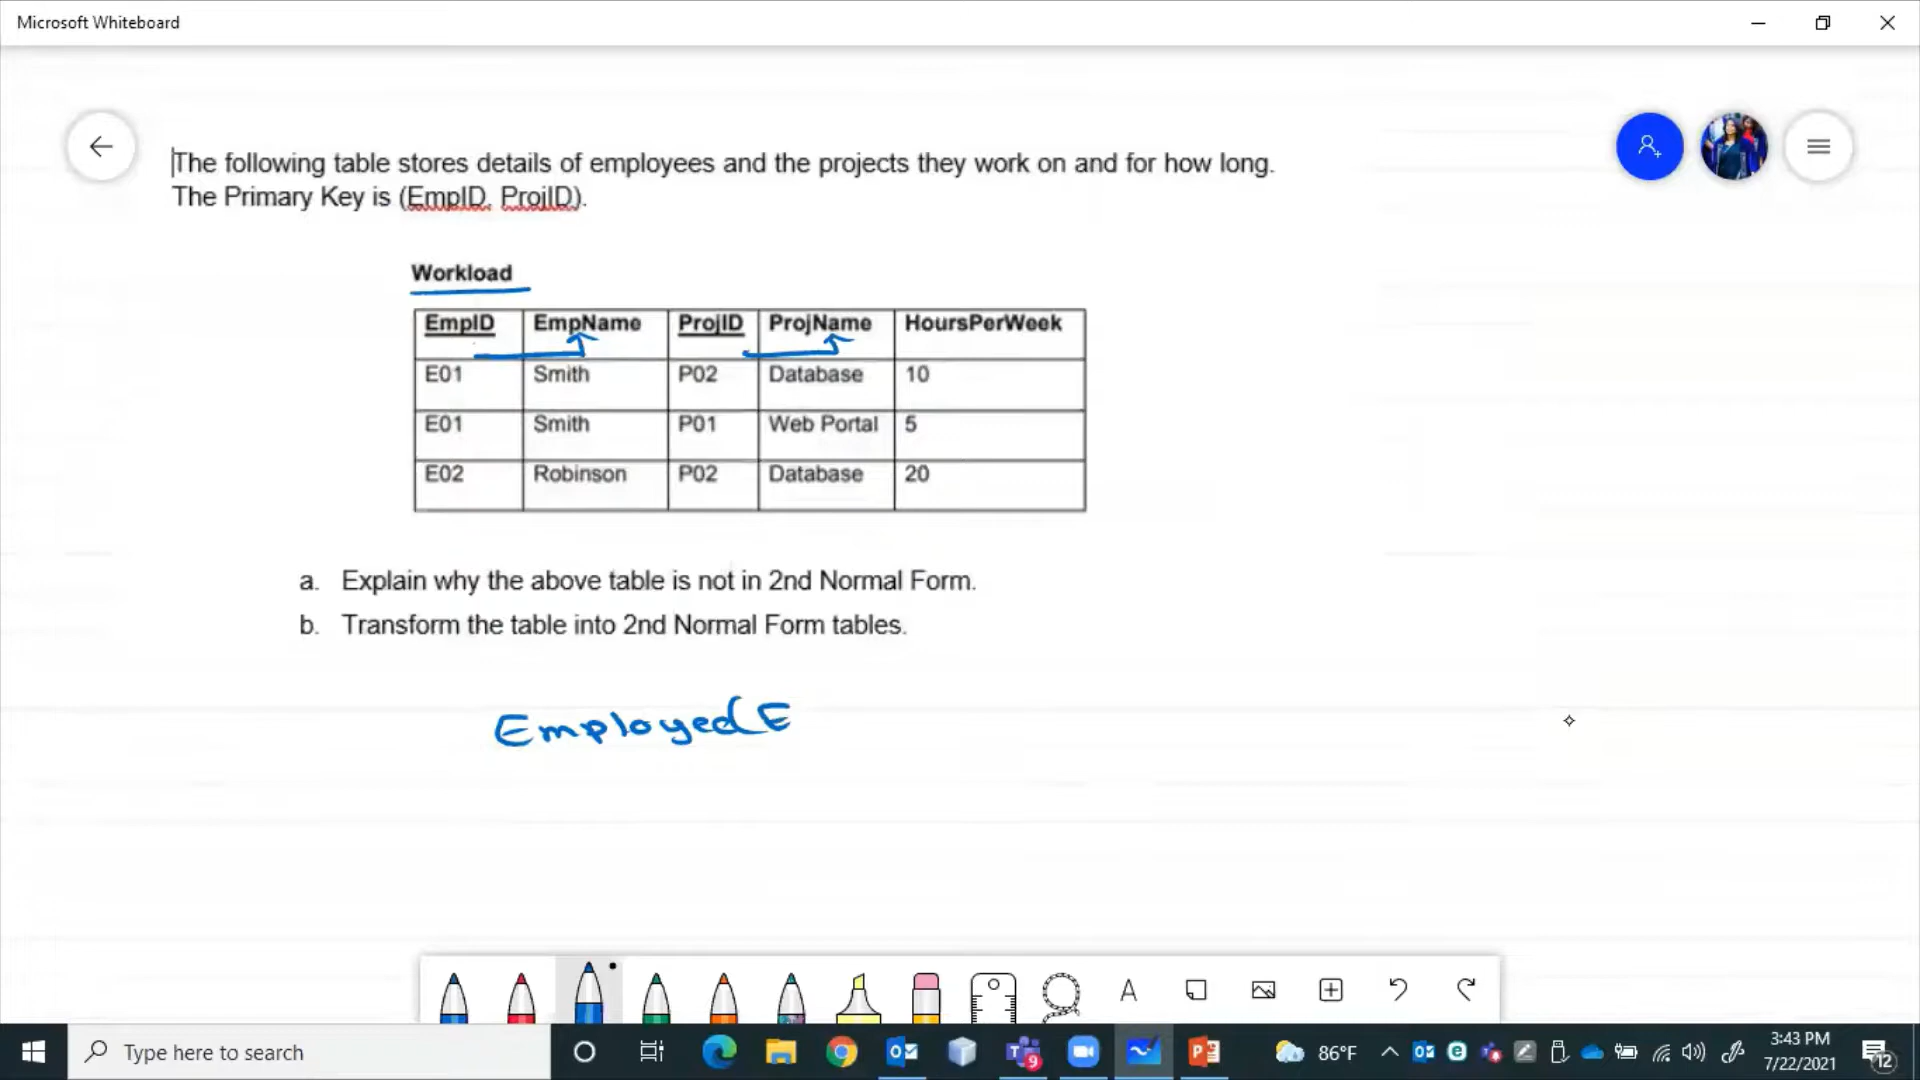 Microsoft Whiteboard
The following table stores details of employees and the projects they work on and for how long.
The Primary Key is (EmpID, ProjID).
Workload
EmpID EmpName ProjID ProjName HoursPerWeek
E01 Smith P02 Database 10
E01 Smith P01 Web Portal 5
E02 Robinson P02 Database 20
a. Explain why the above table is not in 2nd Normal Form.
b. Transform the table into 2nd Normal Form tables.
Employee(E
A
Type here to search
9
86°F
3:43 PM
7/22/2021
12